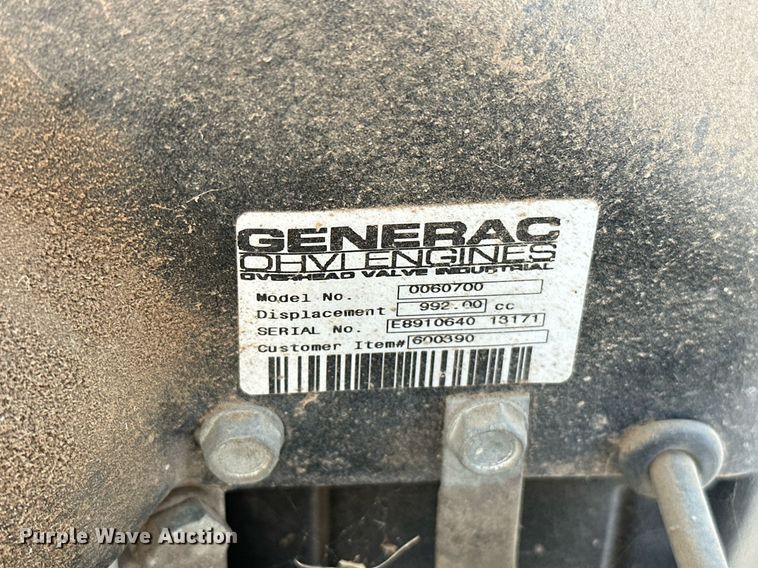 GENERAC
OHVI ENGINES
OVERHEAD VALVE INDUSTRIAL
Model No. 0060700
Displacement 992.00 cc
SERIAL No. E8910640 13171
Customer Item# 600390
Purple Wave Auction